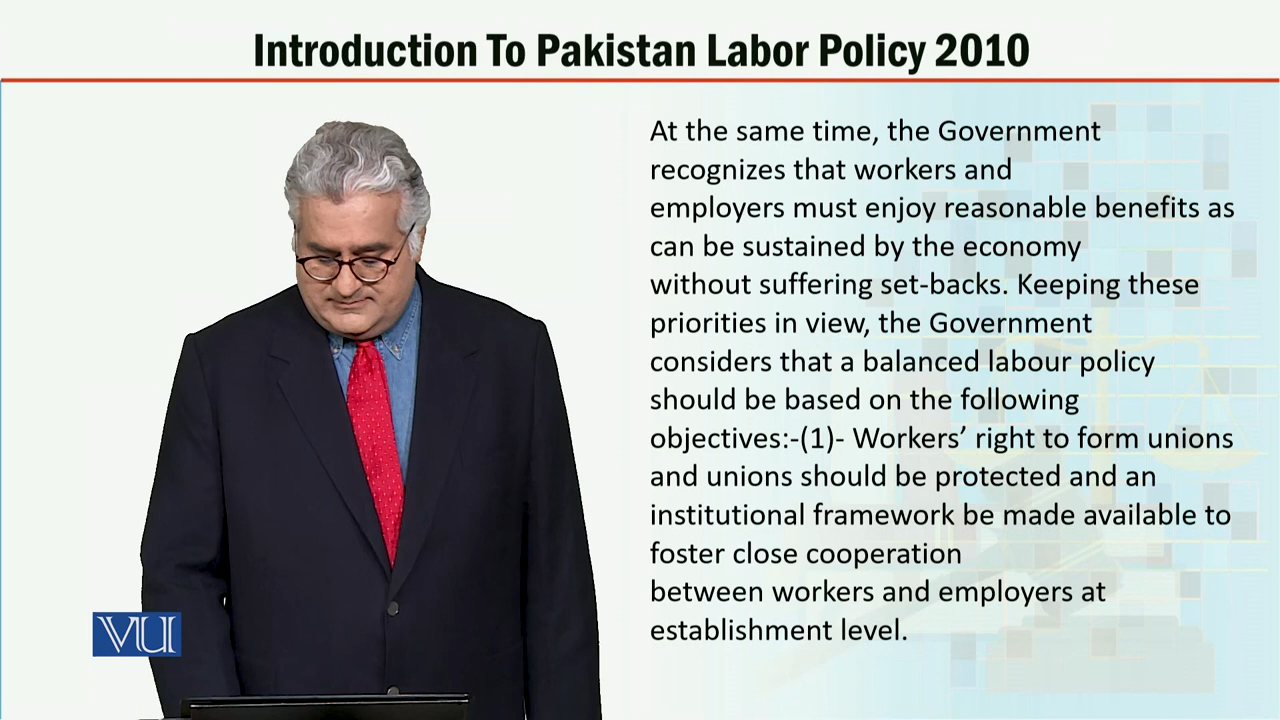 Introduction To Pakistan Labor Policy 2010
At the same time, the Government
recognizes that workers and
employers must enjoy reasonable benefits as
can be sustained by the economy
without suffering set-backs. Keeping these
priorities in view, the Government
considers that a balanced labour policy
should be based on the following
objectives:-(1)- Workers’ right to form unions
and unions should be protected and an
institutional framework be made available to
foster close cooperation
between workers and employers at
establishment level.
VU